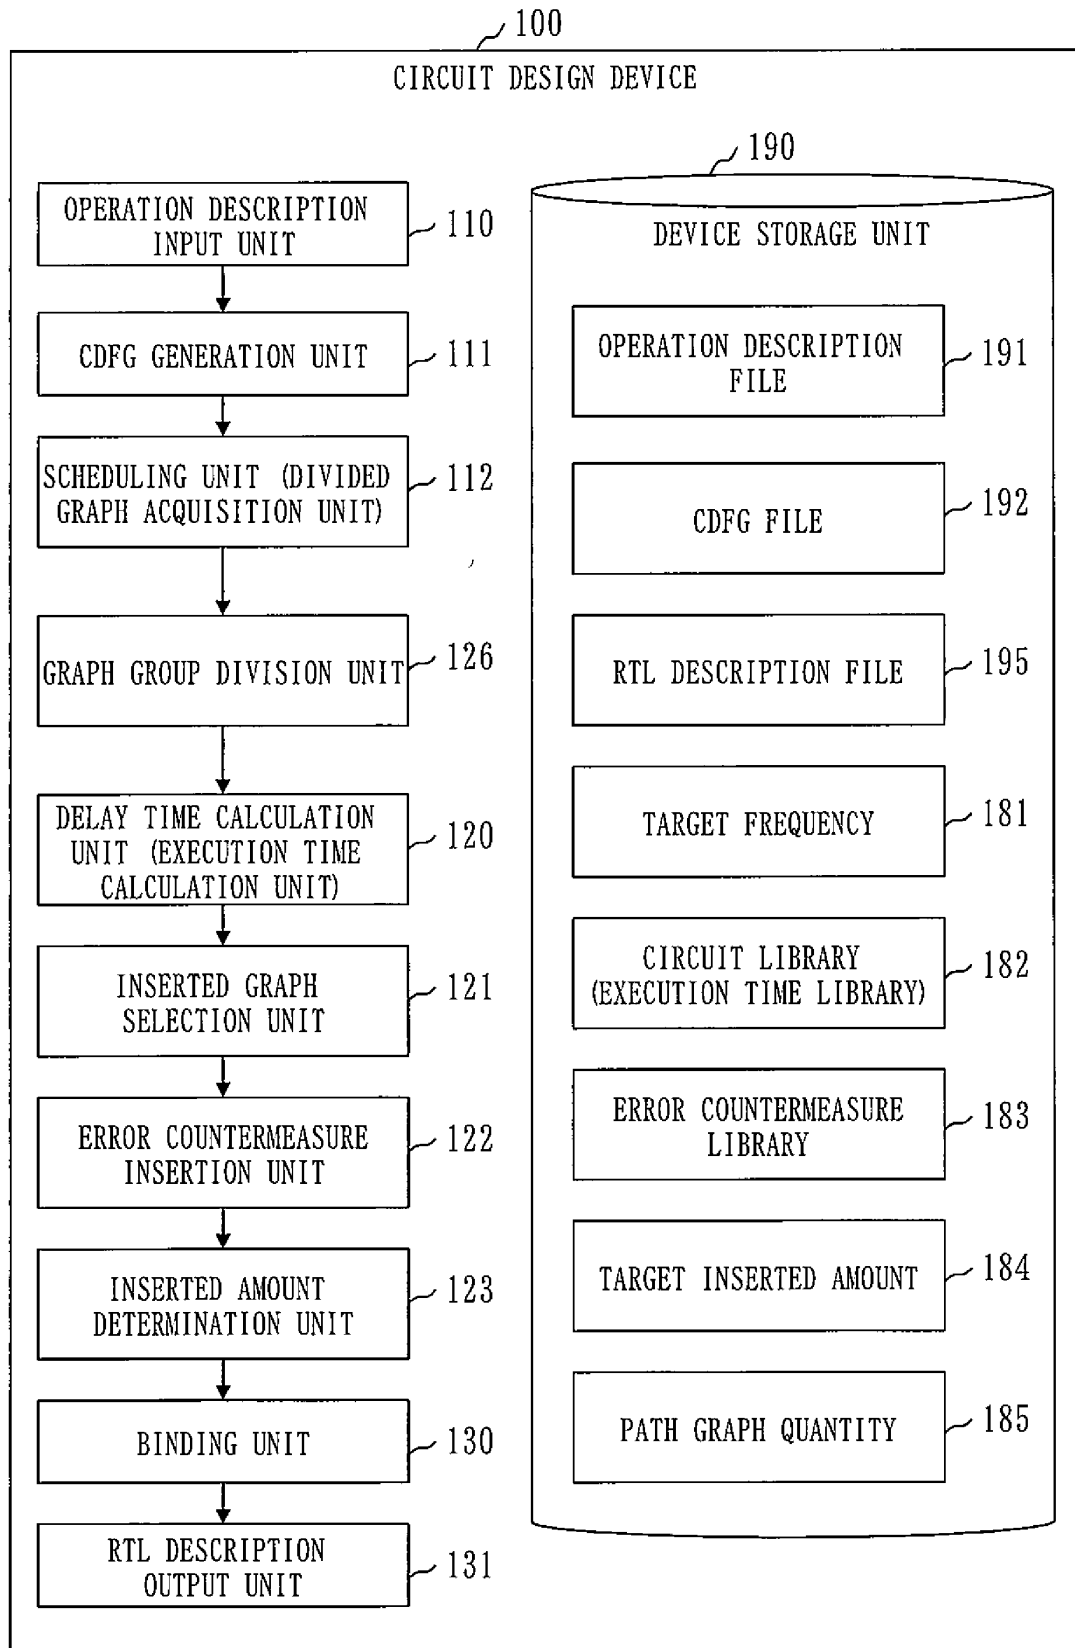 100
CIRCUIT DESIGN DEVICE
OPERATION DESCRIPTION
INPUT UNIT
110
CDFG GENERATION UNIT
111
SCHEDULING UNIT (DIVIDED
GRAPH ACQUISITION UNIT)
112
GRAPH GROUP DIVISION UNIT
126
DELAY TIME CALCULATION
UNIT (EXECUTION TIME
CALCULATION UNIT)
120
INSERTED GRAPH
SELECTION UNIT
121
ERROR COUNTERMEASURE
INSERTION UNIT
122
INSERTED AMOUNT
DETERMINATION UNIT
123
BINDING UNIT
130
RTL DESCRIPTION
OUTPUT UNIT
131
190
DEVICE STORAGE UNIT
OPERATION DESCRIPTION
FILE
191
CDFG FILE
192
RTL DESCRIPTION FILE
195
TARGET FREQUENCY
181
CIRCUIT LIBRARY
(EXECUTION TIME LIBRARY)
182
ERROR COUNTERMEASURE
LIBRARY
183
TARGET INSERTED AMOUNT
184
PATH GRAPH QUANTITY
185